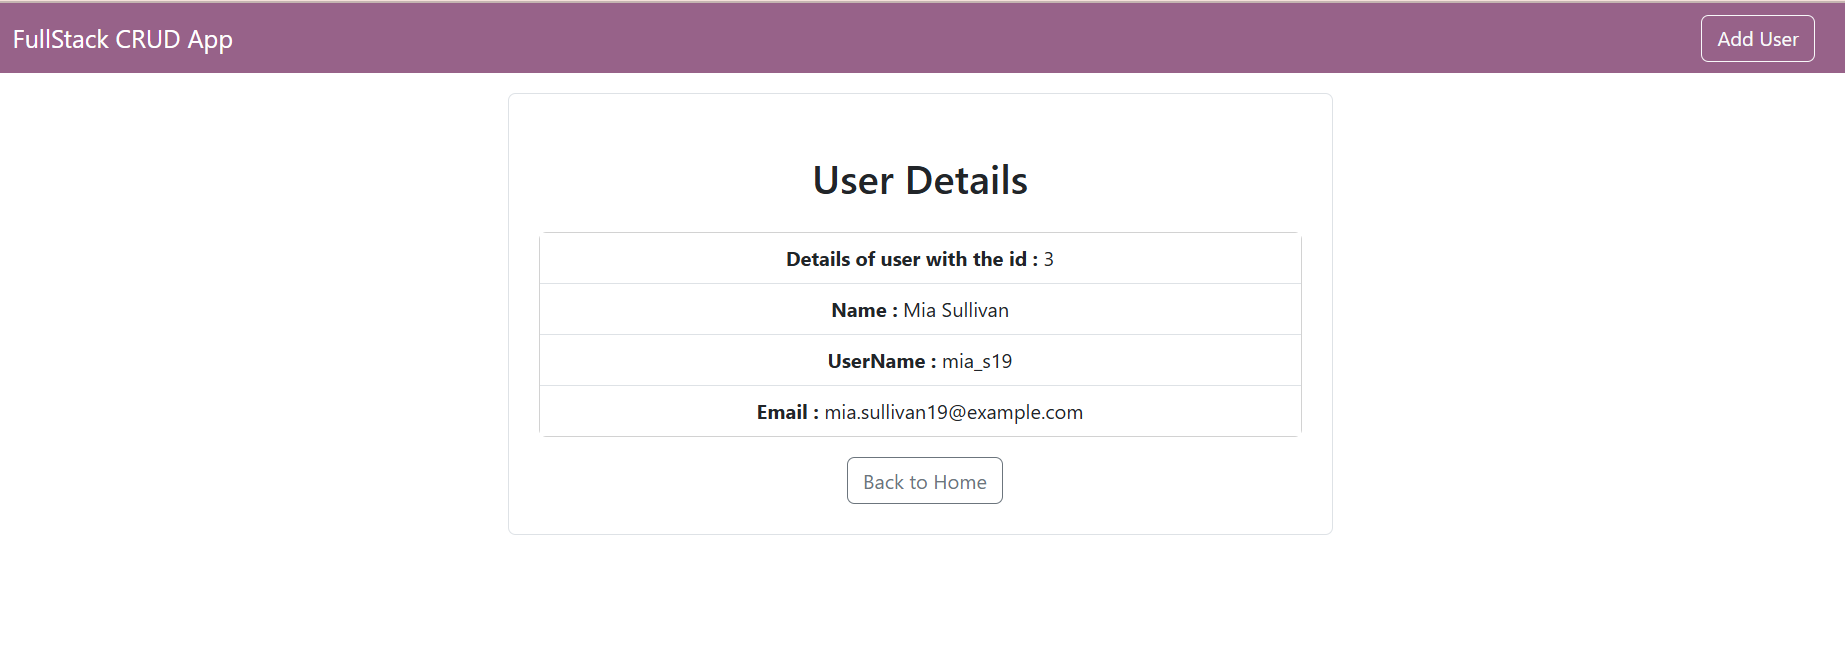 FullStack CRUD App
Add User
User Details
Details of user with the id : 3
Name : Mia Sullivan
UserName : mia_s19
Email : mia.sullivan19@example.com
Back to Home